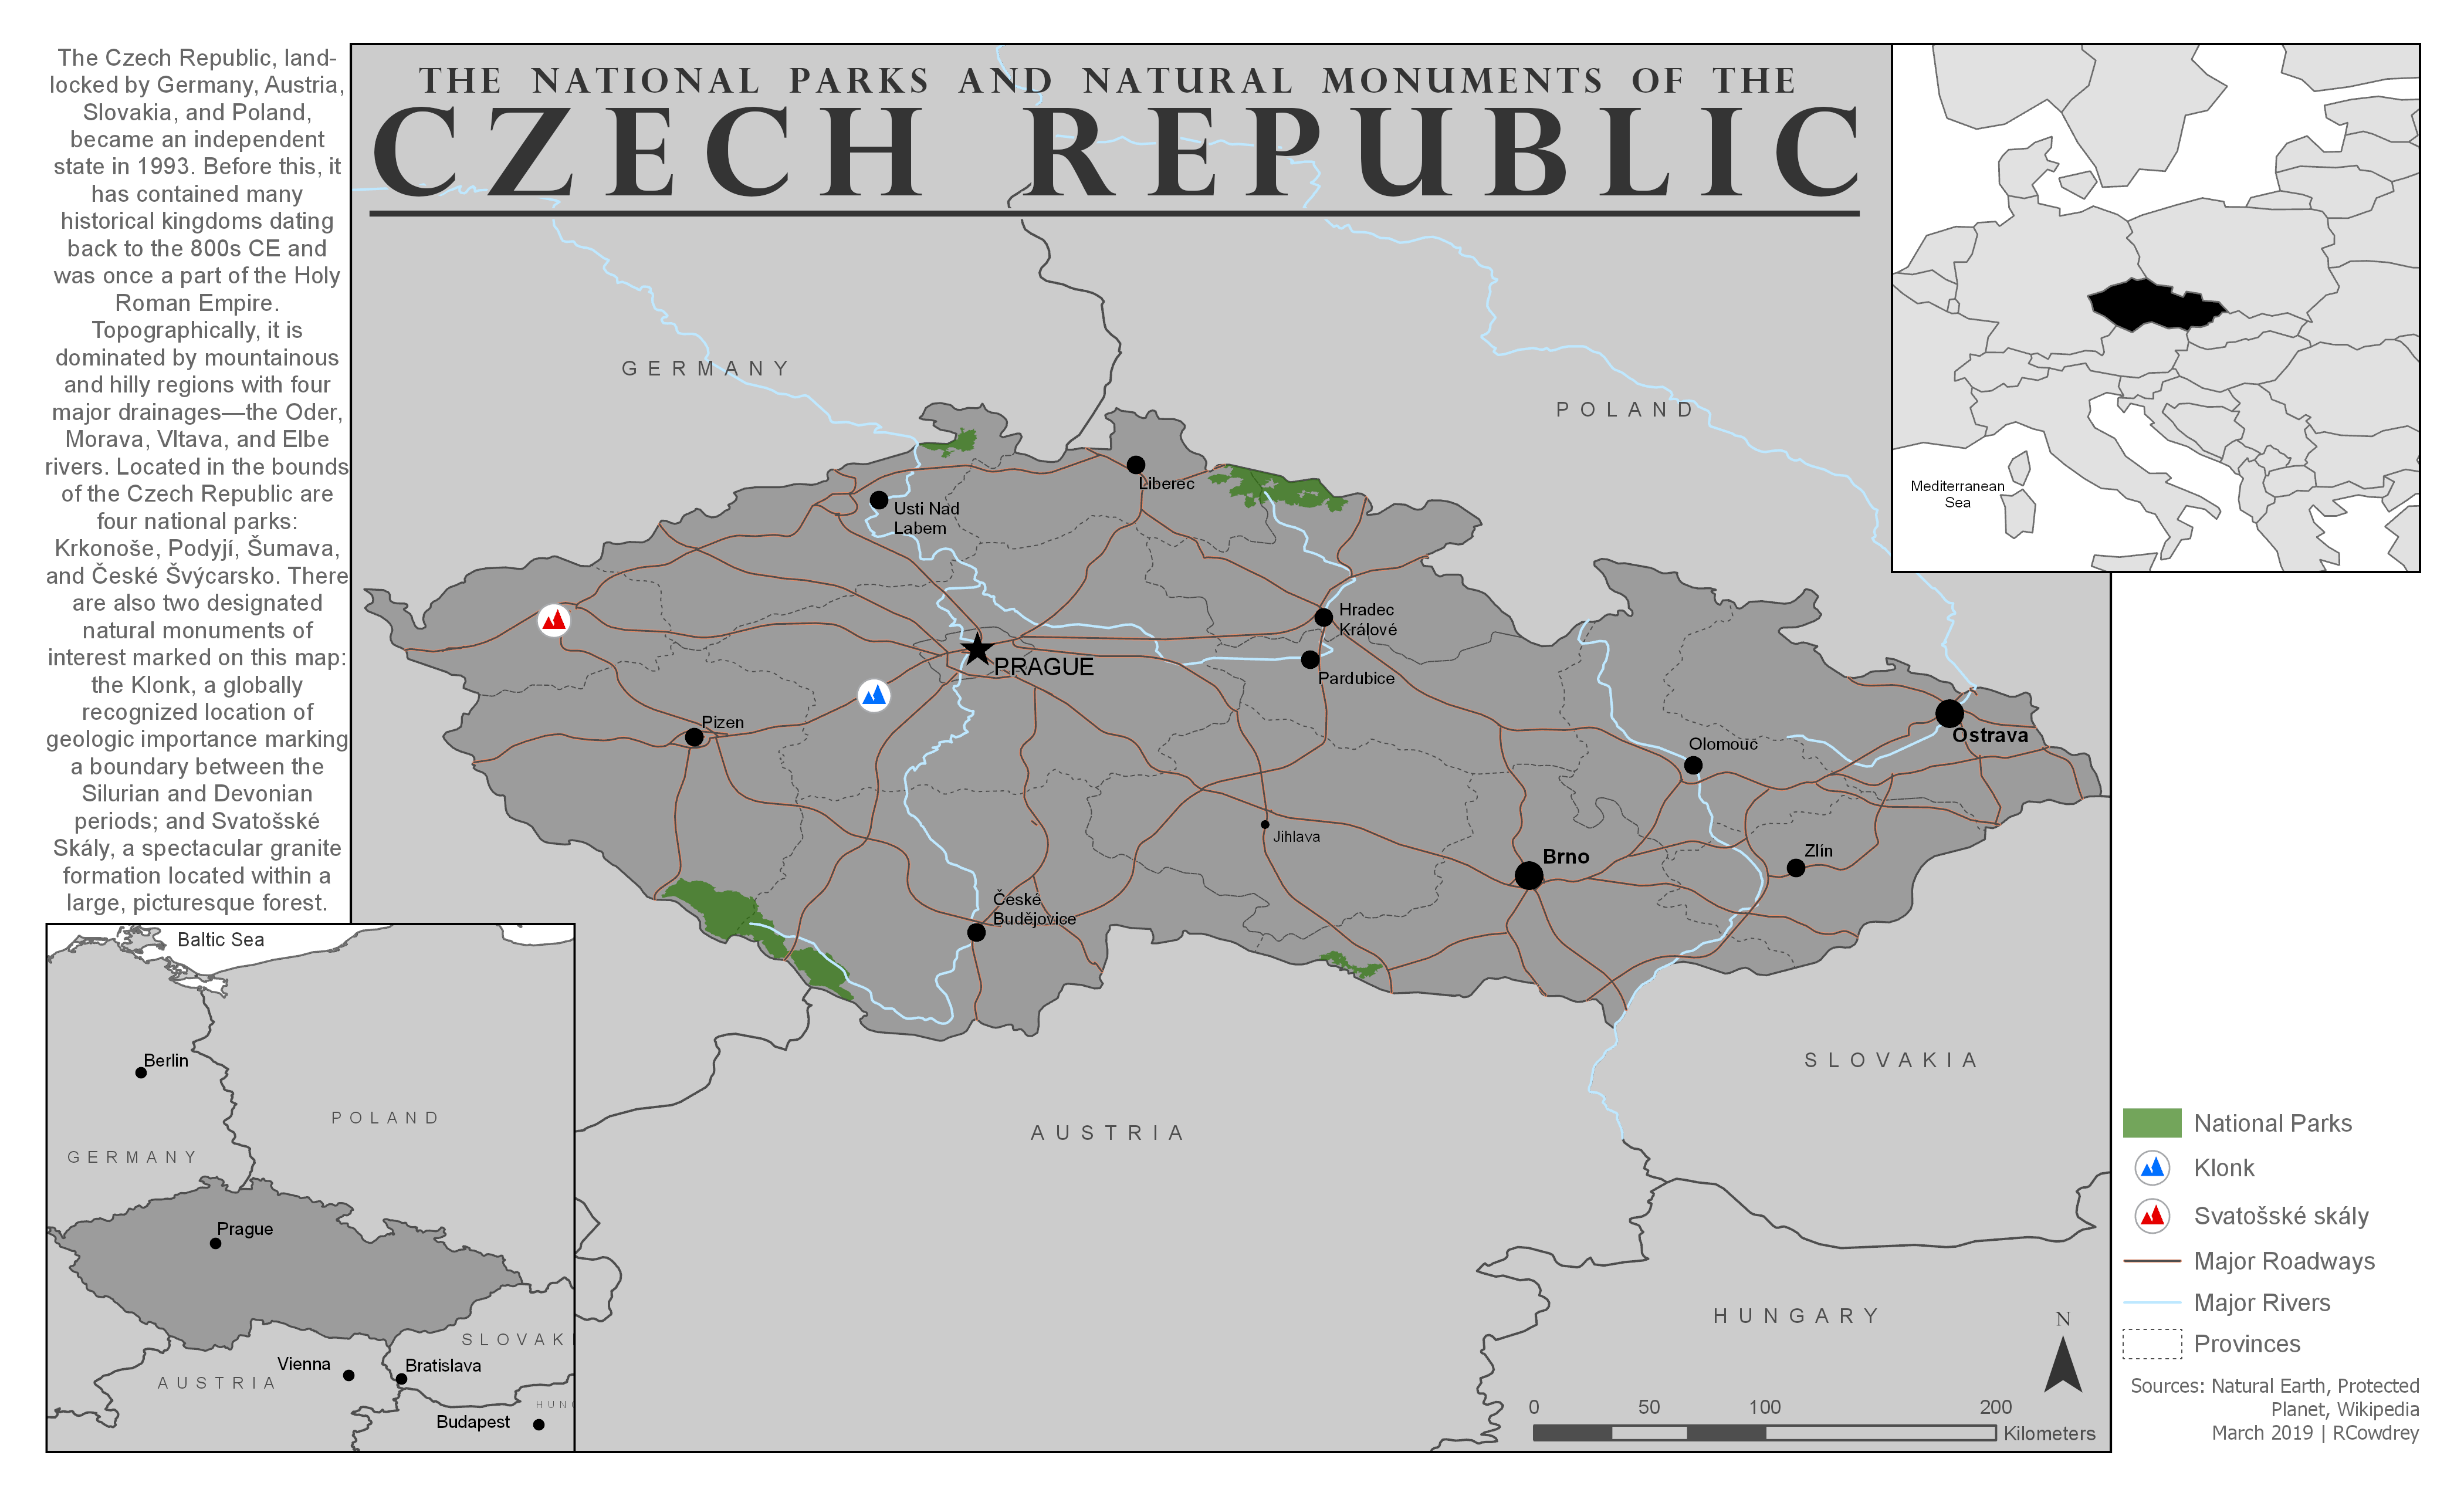 The Czech Republic, land-
locked by Germany, Austria,
Slovakia, and Poland,
became an independent
state in 1993. Before this, it
has contained many
historical kingdoms dating
back to the 800s CE and
was once a part of the Holy
Roman Empire.
Topographically, it is
dominated by mountainous
and hilly regions with four
major drainages—the Oder,
Morava, Vltava, and Elbe
rivers. Located in the bounds
of the Czech Republic are
four national parks:
Krkonoše, Podyjí, Šumava,
and České Švýcarsko. There
are also two designated
natural monuments of
interest marked on this map:
the Klonk, a globally
recognized location of
geologic importance marking
a boundary between the
Silurian and Devonian
periods; and Svatošské
Skály, a spectacular granite
formation located within a
large, picturesque forest.
THE NATIONAL PARKS AND NATURAL MONUMENTS OF THE
CZECH REPUBLIC
GERMANY
POLAND
Liberec
Usti Nad
Labem
Hradec
Králové
PRAGUE
Pardubice
Pizen
Olomouc
Ostrava
Jihlava
Brno
Zlín
České
Budějovice
SLOVAKIA
AUSTRIA
HUNGARY
N
0 50 100 200
Kilometers
Mediterranean
Sea
Baltic Sea
Berlin
POLAND
GERMANY
Prague
SLOVAK
Vienna
Bratislava
AUSTRIA
HUNG
Budapest
National Parks
Klonk
Svatošské skály
Major Roadways
Major Rivers
Provinces
Sources: Natural Earth, Protected
Planet, Wikipedia
March 2019 | RCowdrey